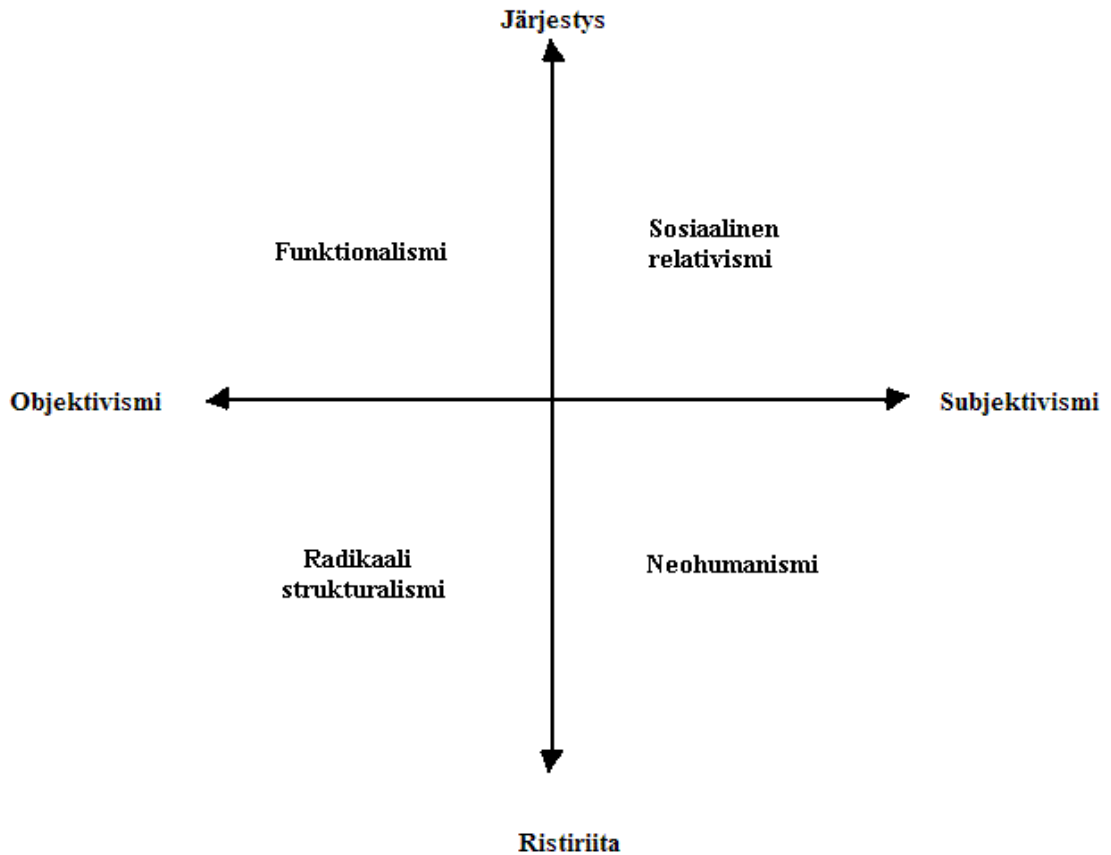 Järjestys
Funktionalismi
Sosiaalinen
relativismi
Objektivismi
Subjektivismi
Radikaali
strukturalismi
Neohumanismi
Ristiriita